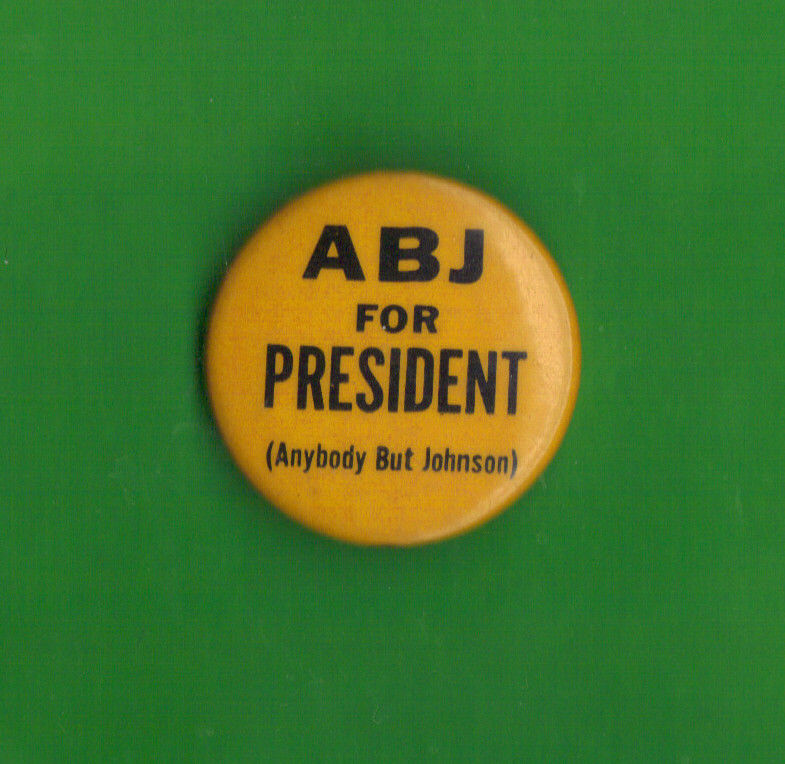 ABJ
FOR
PRESIDENT
(Anybody But Johnson)